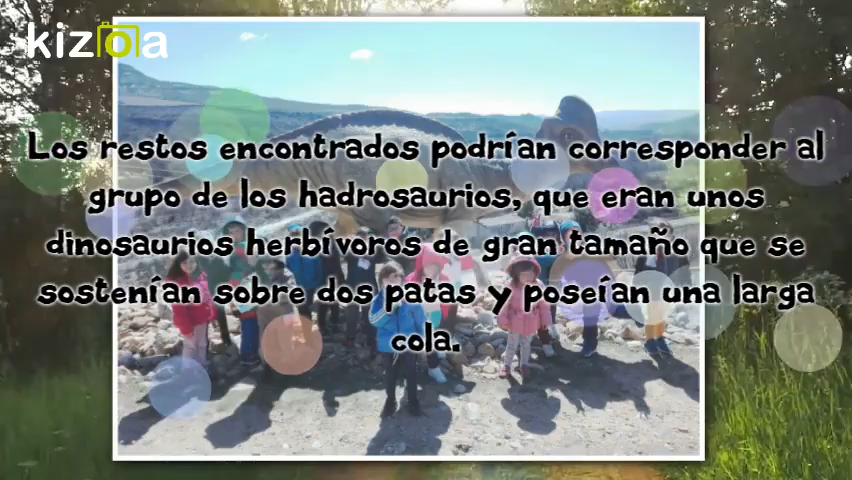 kizoa
Los restos encontrados podrían corresponder al
grupo de los hadrosaurios, que eran unos
dinosaurios herbívoros de gran tamaño que se
sostenían sobre dos patas y poseían una larga
cola.